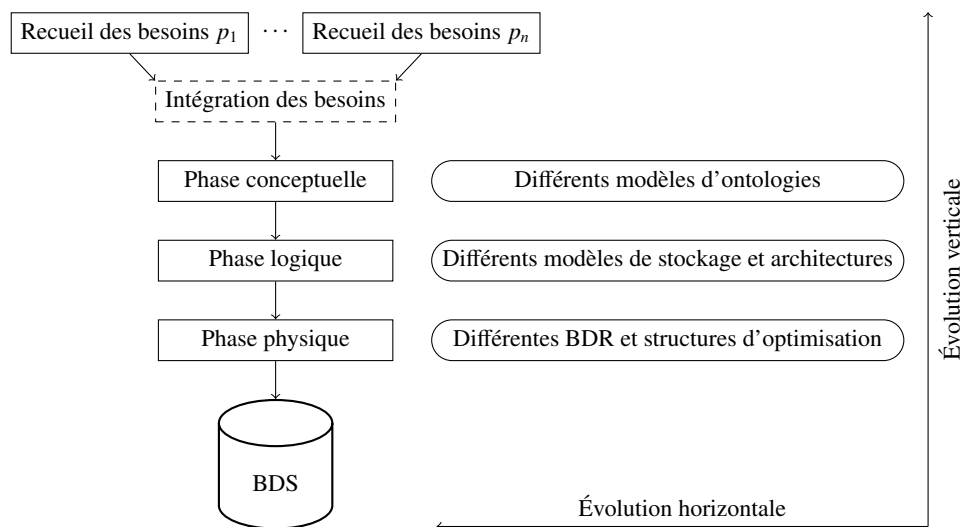 Recueil des besoins p1 ··· Recueil des besoins pn
Intégration des besoins
Phase conceptuelle Différents modèles d'ontologies
Phase logique Différents modèles de stockage et architectures
Phase physique Différentes BDR et structures d'optimisation
Évolution verticale
BDS
Évolution horizontale